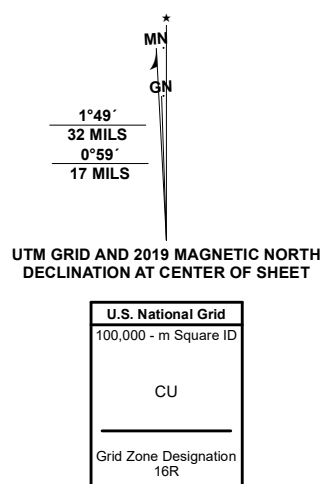 MN
GN
1°49´
32 MILS
0°59´
17 MILS
UTM GRID AND 2019 MAGNETIC NORTH
DECLINATION AT CENTER OF SHEET
U.S. National Grid
100,000 - m Square ID
CU
Grid Zone Designation
16R